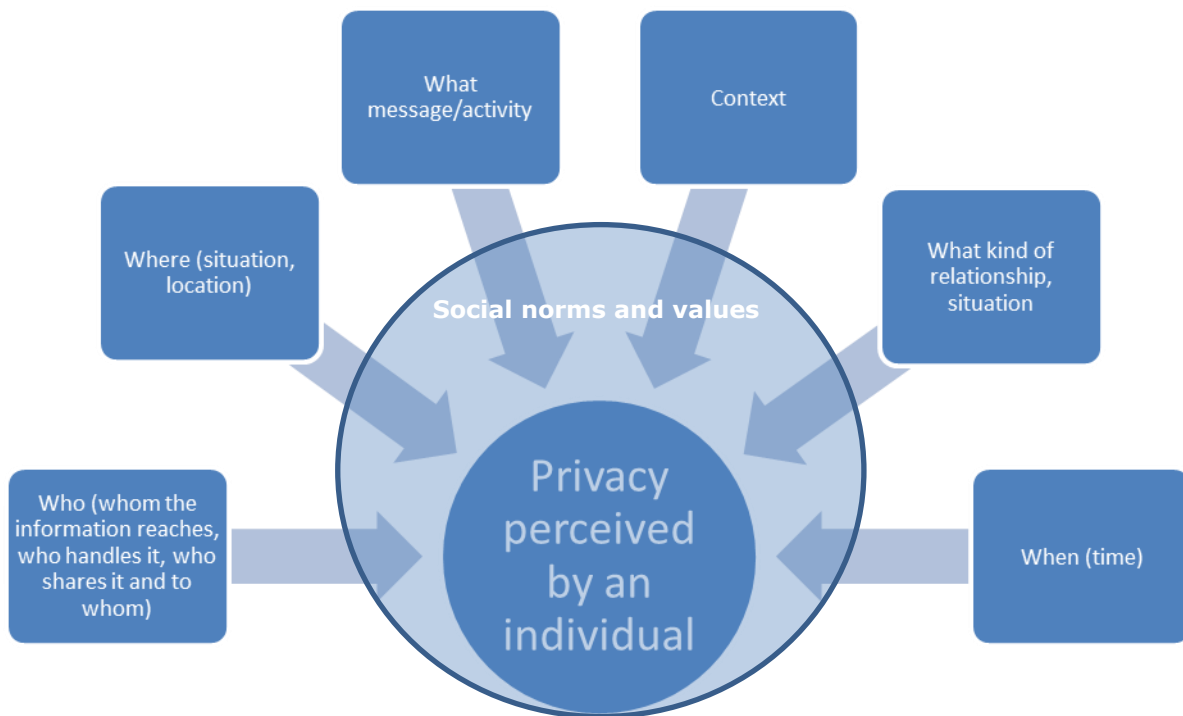 What
message/activity
Context
Where (situation,
location)
What kind of
relationship,
situation
Social norms and values
Who (whom the
information reaches,
who handles it, who
shares it and to
whom)
Privacy
perceived
by an
individual
When (time)